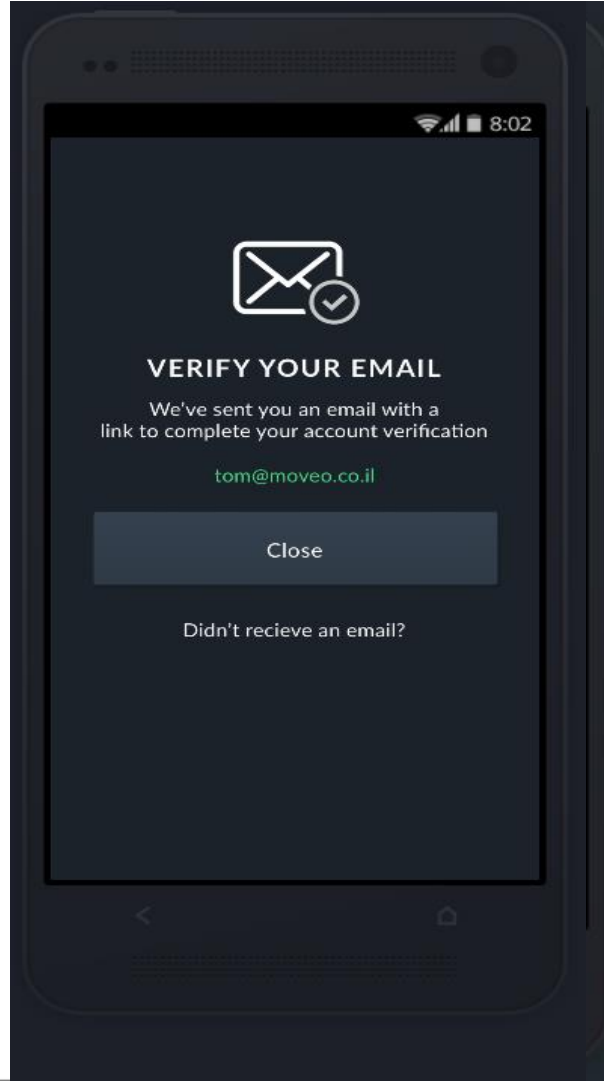 8:02
VERIFY YOUR EMAIL
We've sent you an email with a
link to complete your account verification
tom@moveo.co.il
Close
Didn't recieve an email?